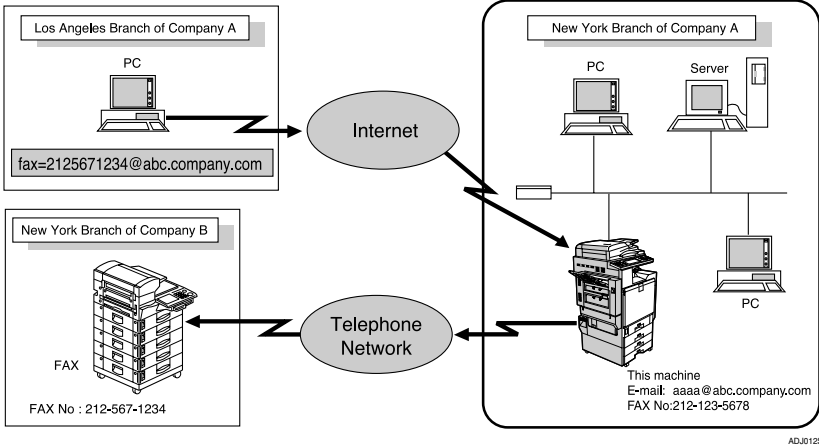 Los Angeles Branch of Company A
PC
fax=2125671234@abc.company.com
Internet
New York Branch of Company A
PC
Server
PC
This machine
E-mail: aaaa@abc.company.com
FAX No:212-123-5678
New York Branch of Company B
FAX
FAX No : 212-567-1234
Telephone
Network